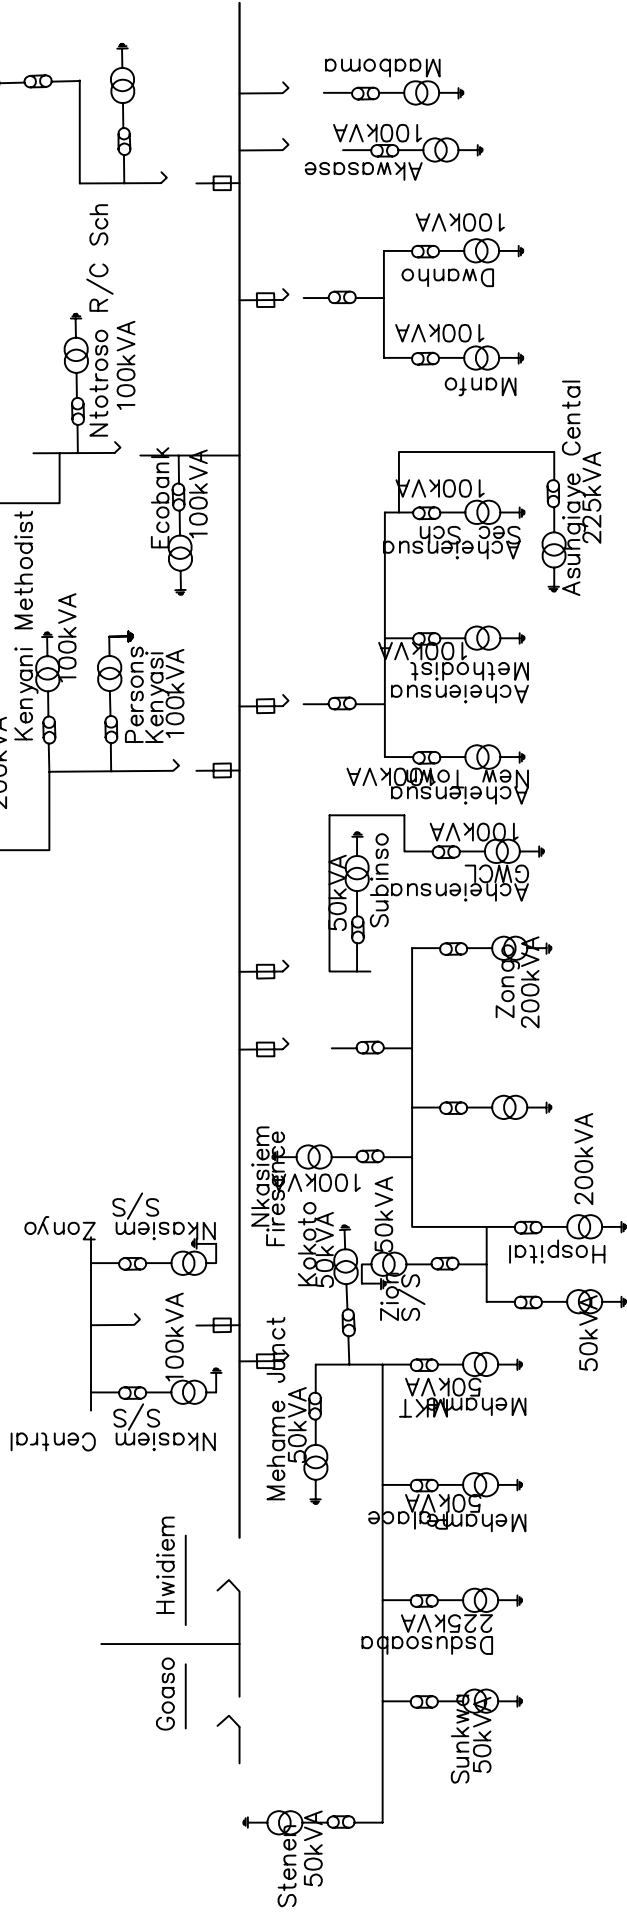 Maaboma
100kVA
Akwasase
100kVA
Dwanho
100kVA
Manfo
Ntotroso R/C Sch
100kVA
Ecobank
100kVA
100kVA
Acheiensua
Sec Sch
Asunajaye Cental
225kVA
200kVA
Kenyani Methodist
100kVA
Persons
Kenyasi
100kVA
100kVA
Acheiensua
Methodist
100kVA
Acheiensua
New Town
100kVA
Acheiensua
GWCL
50kVA
Subinso
Zongo
200kVA
Nkasiem
Firesence
100kVA
200kVA
Hospital
50kVA
Kokoto
50kVA
Zion
S/S
50kVA
Nkasiem
S/S
Zonyo
100kVA
Nkasiem Central
S/S
Mehame Junct
50kVA
50kVA
Mehame
MKT
50kVA
Mehame
Palace
225kVA
Dsdusoaba
Hwidiem
Goaso
Sunkwa
50kVA
Stener
50kVA